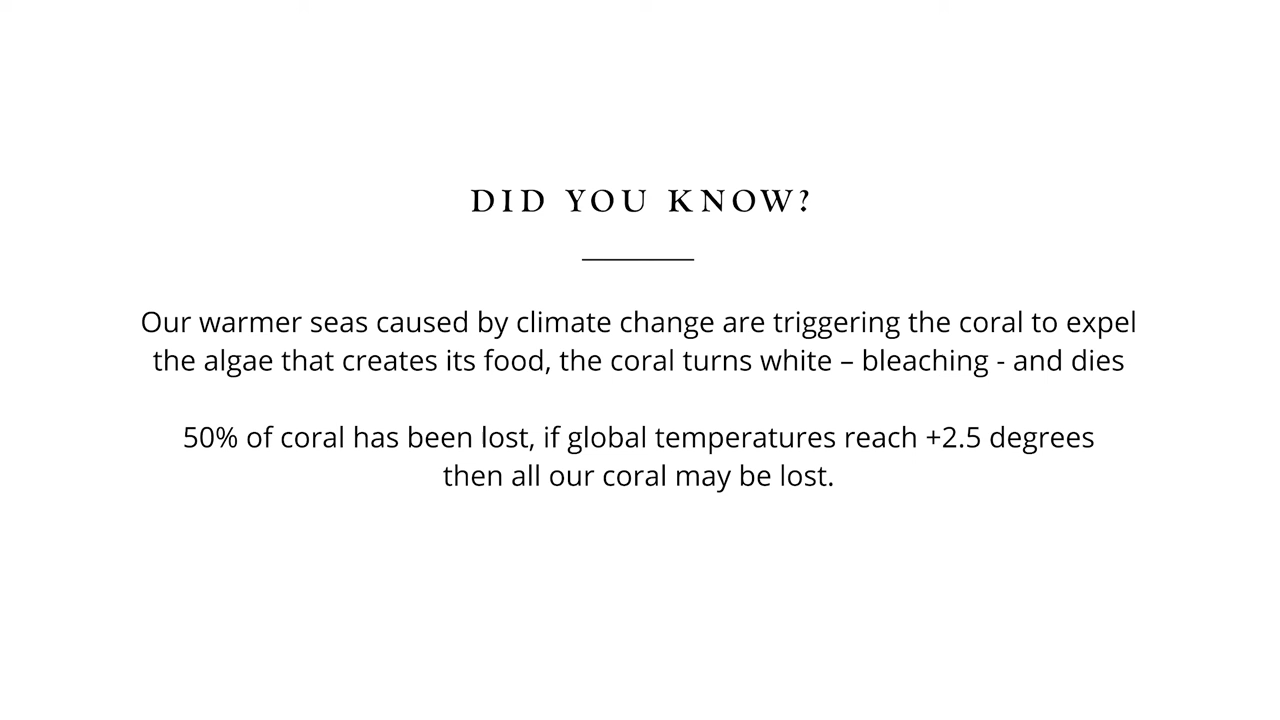 DID YOU KNOW?
Our warmer seas caused by climate change are triggering the coral to expel
the algae that creates its food, the coral turns white – bleaching - and dies
50% of coral has been lost, if global temperatures reach +2.5 degrees
then all our coral may be lost.